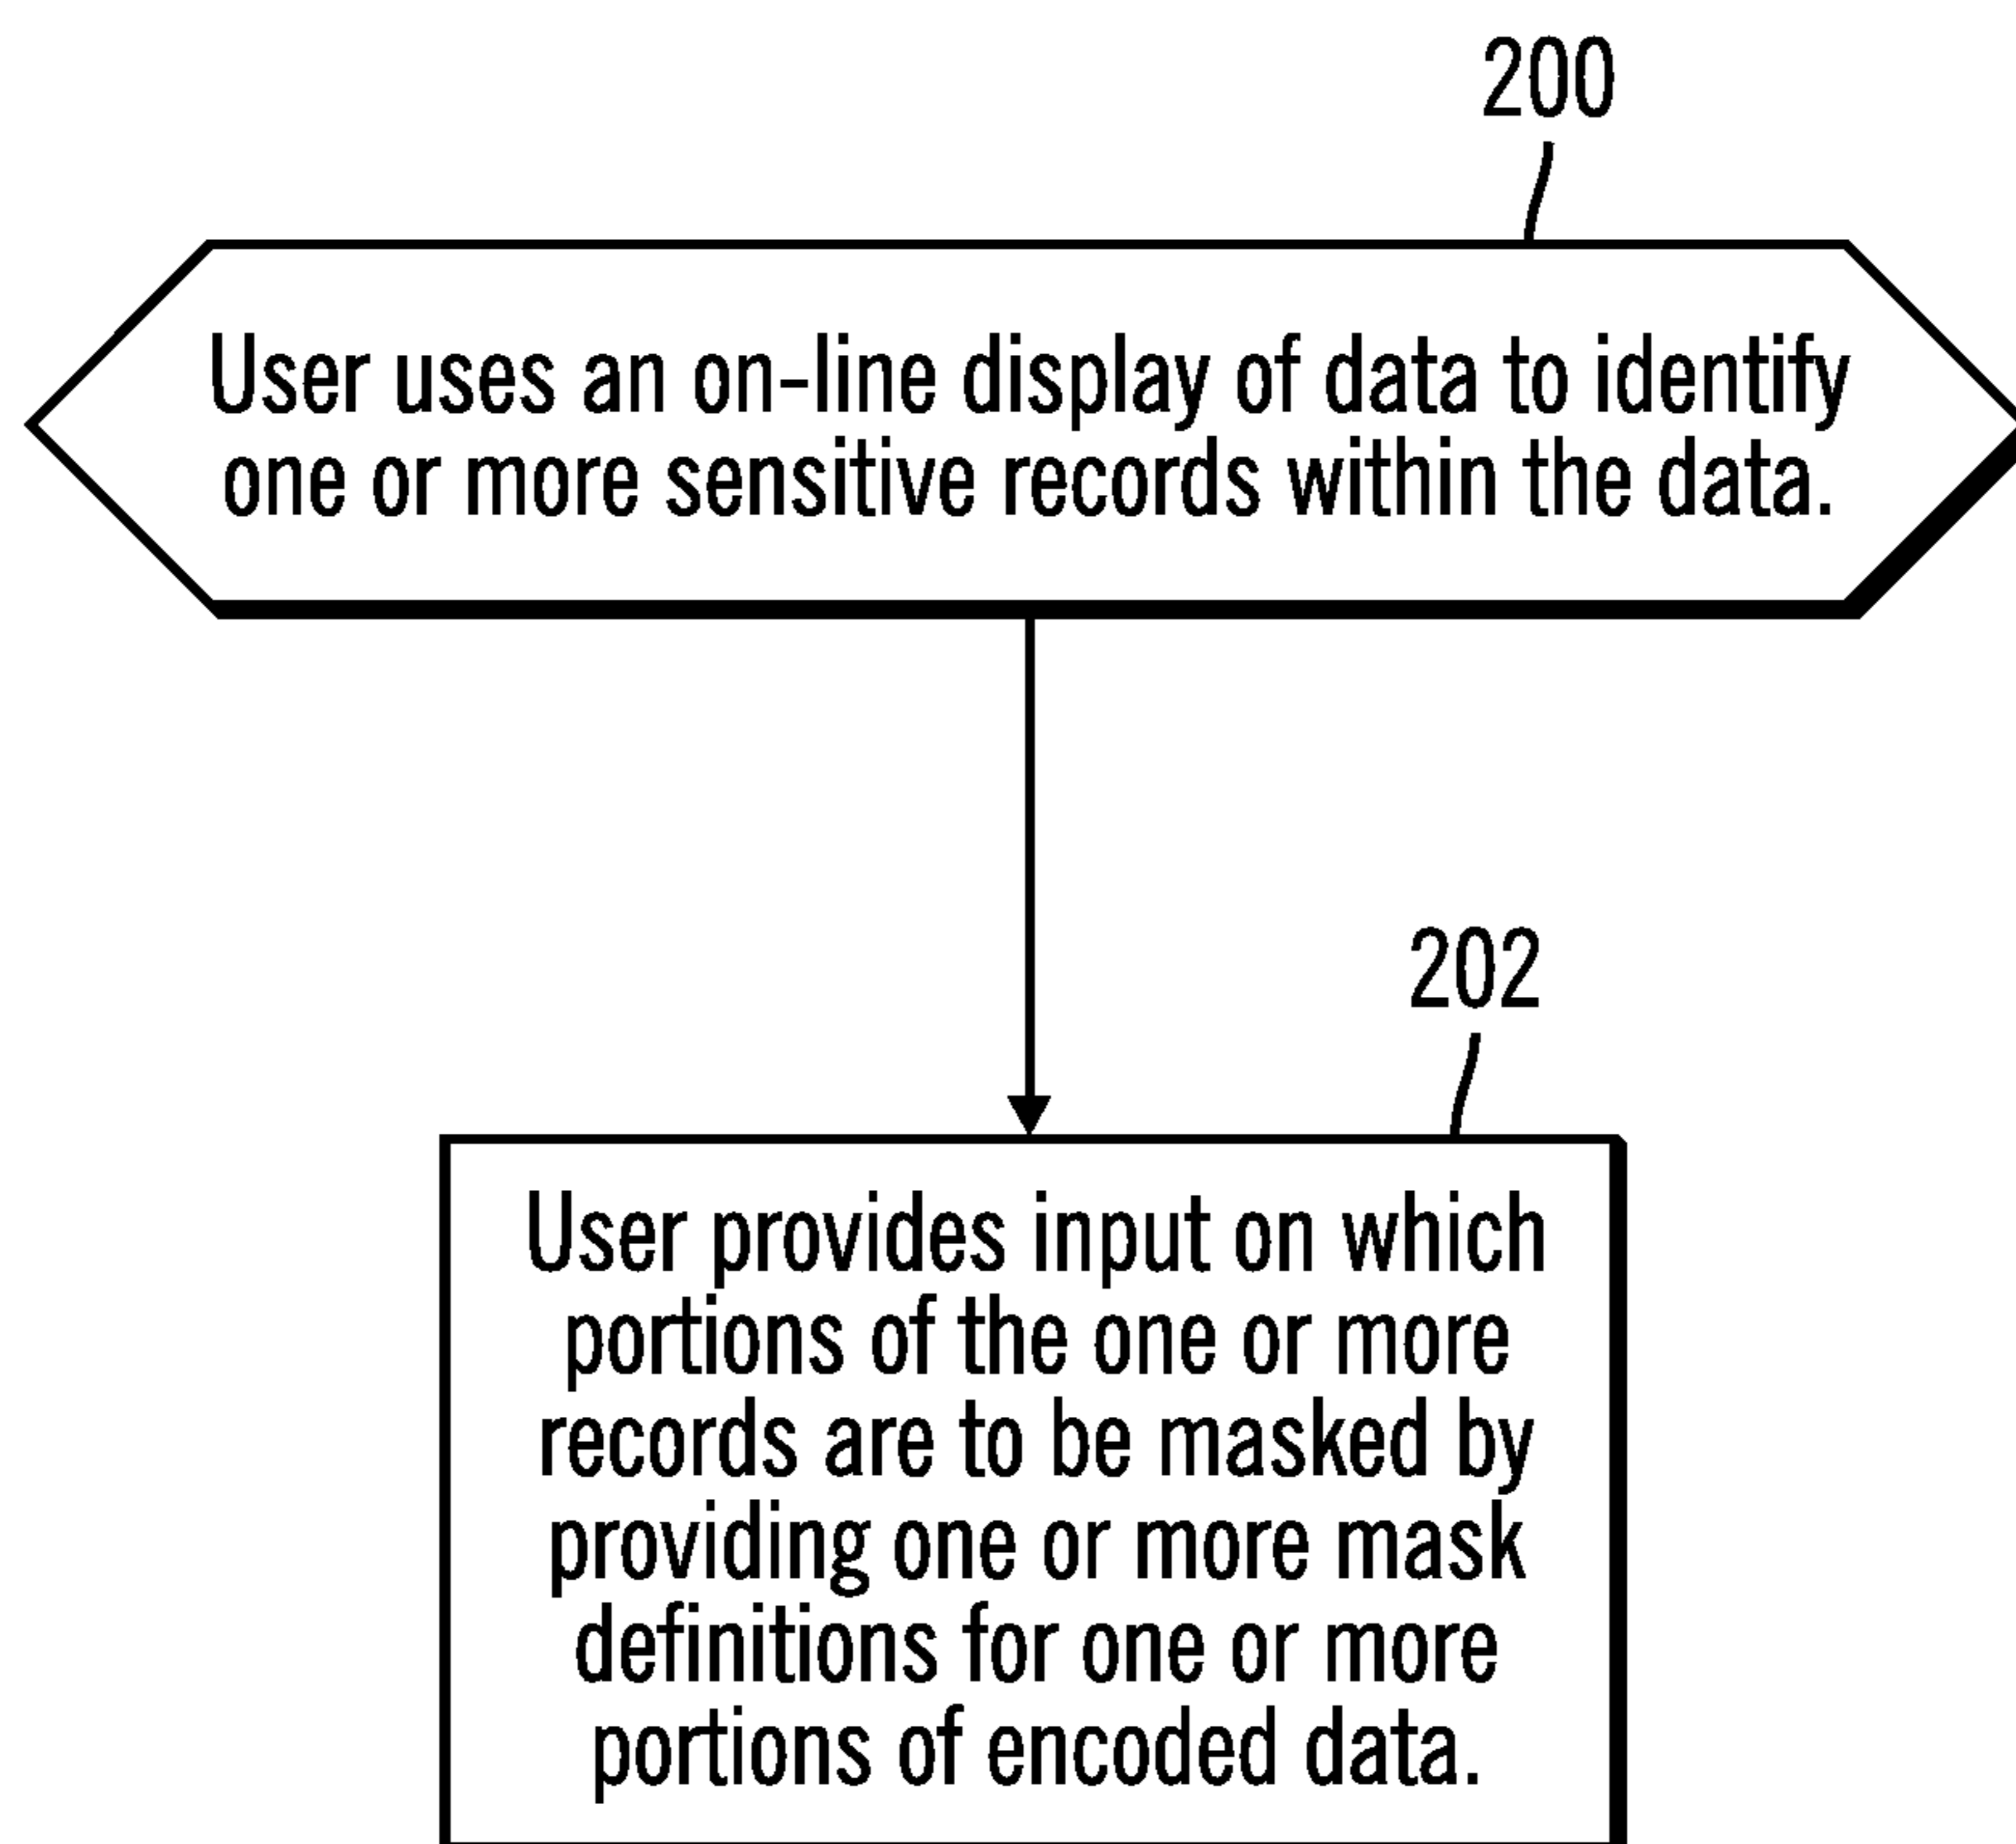 200
User uses an on-line display of data to identify
one or more sensitive records within the data.
202
User provides input on which
portions of the one or more
records are to be masked by
providing one or more mask
definitions for one or more
portions of encoded data.